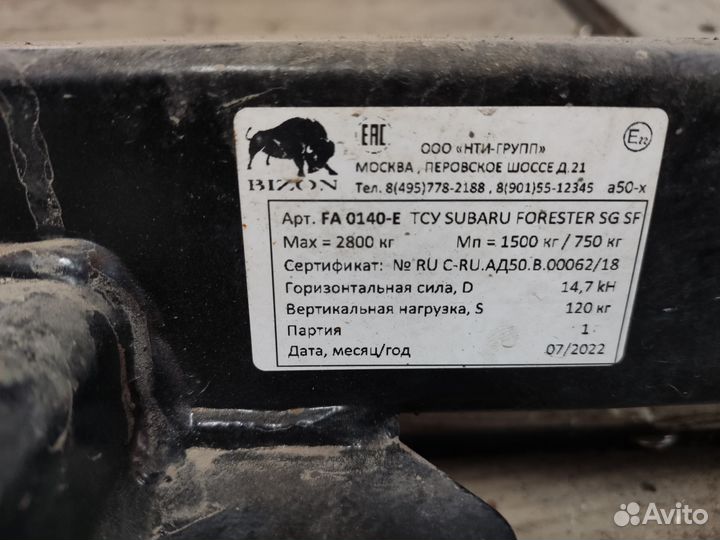 BIZON
EAC
ООО «НТИ-ГРУПП»
E22
МОСКВА , ПЕРОВСКОЕ ШОССЕ Д.21
Тел. 8(495)778-2188 , 8(901)55-12345 a50-x
Арт. FA 0140-E ТСУ SUBARU FORESTER SG SF
Мах = 2800 кг Мп = 1500 кг / 750 кг
Сертификат: № RU C-RU.АД50.В.00062/18
Горизонтальная сила, D 14,7 kH
Вертикальная нагрузка, S 120 кг
Партия 1
Дата, месяц/год 07/2022
Avito